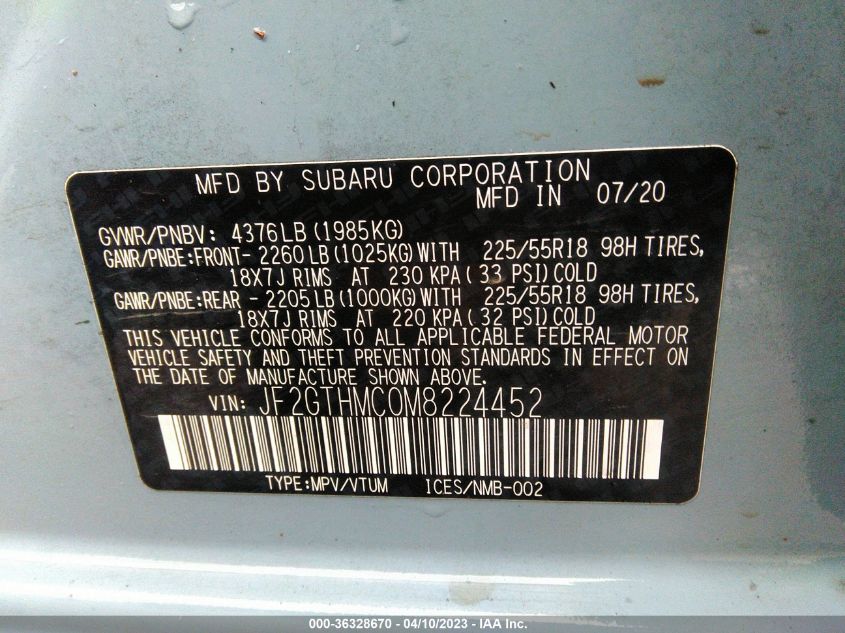 MFD BY SUBARU CORPORATION
MFD IN 07/20
GVWR/PNBV: 4376LB(1985KG)
GAWR/PNBE:FRONT- 2260LB(1025KG)WITH 225/55R18 98H TIRES,
18X7J RIMS AT 230 KPA(33 PSI)COLD
GAWR/PNBE:REAR - 2205LB(1000KG)WITH 225/55R18 98H TIRES,
18X7J RIMS AT 220 KPA(32 PSI)COLD
THIS VEHICLE CONFORMS TO ALL APPLICABLE FEDERAL MOTOR
VEHICLE SAFETY AND THEFT PREVENTION STANDARDS IN EFFECT ON
THE DATE OF MANUFACTURE SHOWN ABOVE.
VIN: JF2GTHMC0M8224452
TYPE:MPV/VTUM ICES/NMB-002
000-36328670 - 04/10/2023 - IAA Inc.